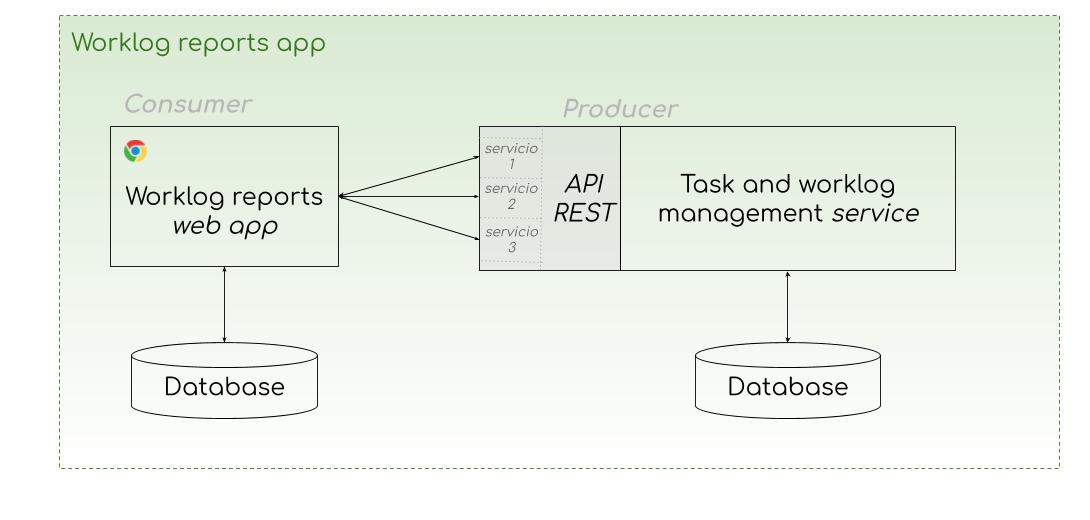 Worklog reports app
Consumer
Producer
Worklog reports
web app
servicio
1
servicio
2
servicio
3
API
REST
Task and worklog
management service
Database
Database